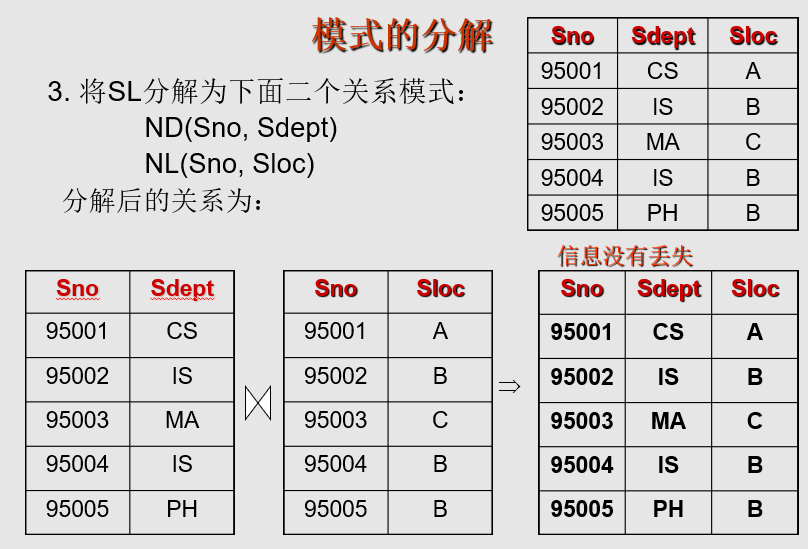 模式的分解
3. 将SL分解为下面二个关系模式：
ND(Sno, Sdept)
NL(Sno, Sloc)
分解后的关系为：
Sno Sdept Sloc
95001 CS A
95002 IS B
95003 MA C
95004 IS B
95005 PH B
Sno Sdept
95001 CS
95002 IS
95003 MA
95004 IS
95005 PH
Sno Sloc
95001 A
95002 B
95003 C
95004 B
95005 B
信息没有丢失
Sno Sdept Sloc
95001 CS A
95002 IS B
95003 MA C
95004 IS B
95005 PH B